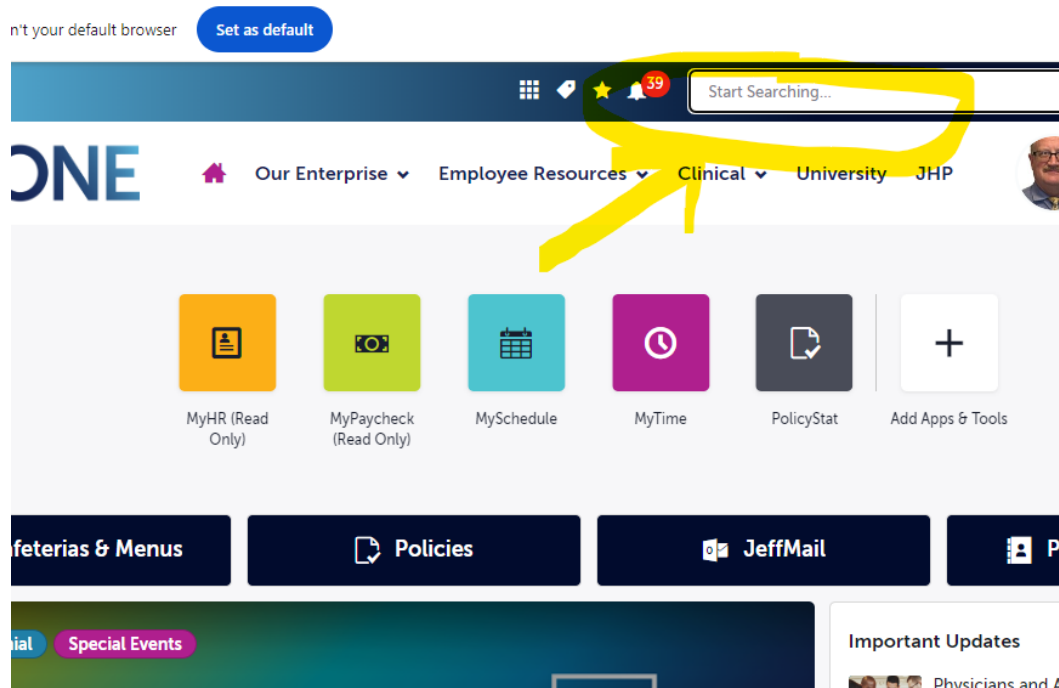 n't your default browser Set as default
39 Start Searching...
ONE Our Enterprise Employee Resources Clinical University JHP
MyHR (Read Only)
MyPaycheck (Read Only)
MySchedule
MyTime
PolicyStat
Add Apps & Tools
feterias & Menus Policies JeffMail P
ial Special Events
Important Updates
Physicians and A